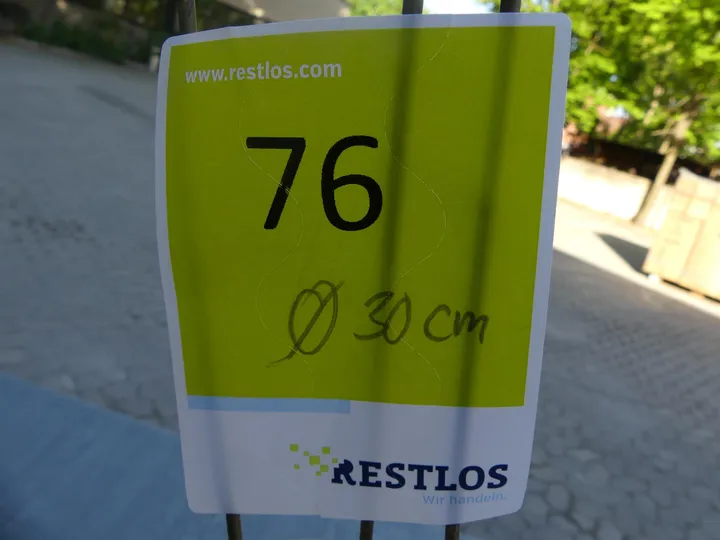 www.restlos.com
76
Ø 30 cm
RESTLOS
Wir handeln.